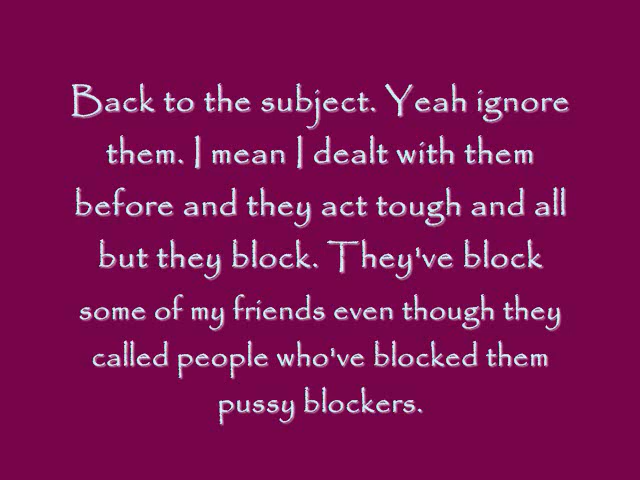 Back to the subject. Yeah ignore
them. I mean I dealt with them
before and they act tough and all
but they block. They've block
some of my friends even though they
called people who've blocked them
pussy blockers.